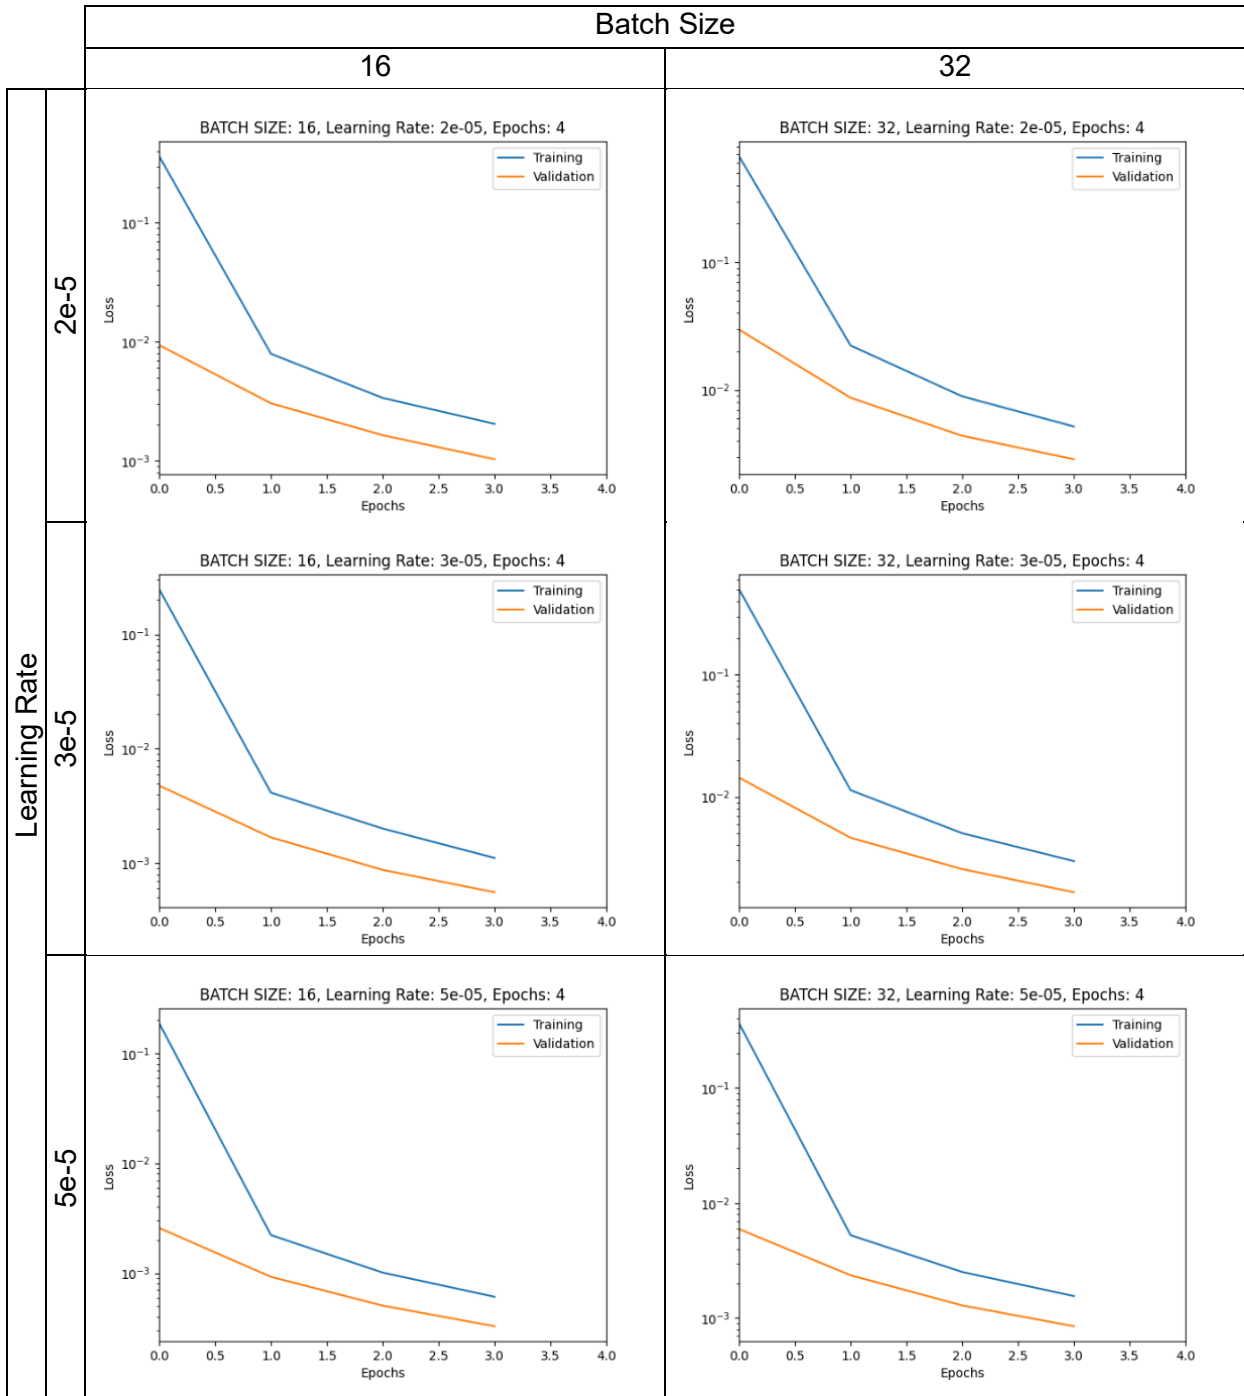 Batch Size
16
32
Learning Rate
2e-5
BATCH SIZE: 16, Learning Rate: 2e-05, Epochs: 4
Training
Validation
10⁻¹
10⁻²
10⁻³
Loss
0.0 0.5 1.0 1.5 2.0 2.5 3.0 3.5 4.0
Epochs
BATCH SIZE: 32, Learning Rate: 2e-05, Epochs: 4
Training
Validation
10⁻¹
10⁻²
Loss
0.0 0.5 1.0 1.5 2.0 2.5 3.0 3.5 4.0
Epochs
3e-5
BATCH SIZE: 16, Learning Rate: 3e-05, Epochs: 4
Training
Validation
10⁻¹
10⁻²
10⁻³
Loss
0.0 0.5 1.0 1.5 2.0 2.5 3.0 3.5 4.0
Epochs
BATCH SIZE: 32, Learning Rate: 3e-05, Epochs: 4
Training
Validation
10⁻¹
10⁻²
Loss
0.0 0.5 1.0 1.5 2.0 2.5 3.0 3.5 4.0
Epochs
5e-5
BATCH SIZE: 16, Learning Rate: 5e-05, Epochs: 4
Training
Validation
10⁻¹
10⁻²
10⁻³
Loss
0.0 0.5 1.0 1.5 2.0 2.5 3.0 3.5 4.0
Epochs
BATCH SIZE: 32, Learning Rate: 5e-05, Epochs: 4
Training
Validation
10⁻¹
10⁻²
10⁻³
Loss
0.0 0.5 1.0 1.5 2.0 2.5 3.0 3.5 4.0
Epochs